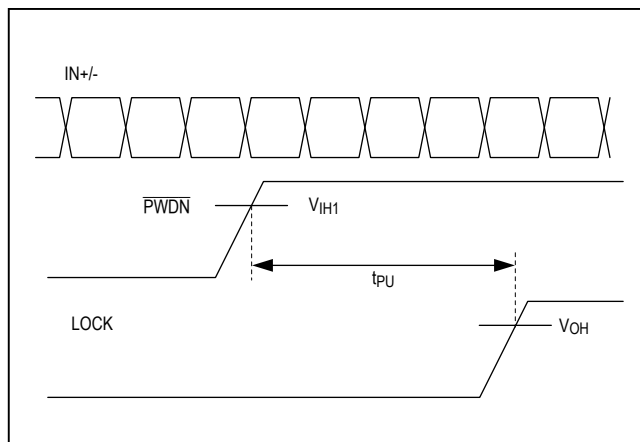 IN+/-
PWDN
VIH1
tPU
LOCK
VOH